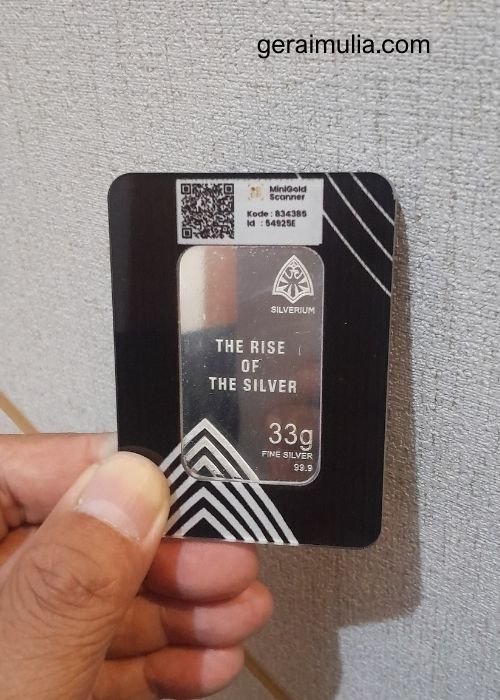 geraimulia.com
MiniGold
Scanner
Kode : 834385
Id : 54925E
SILVERIUM
THE RISE
OF
THE SILVER
33g
FINE SILVER
99.9